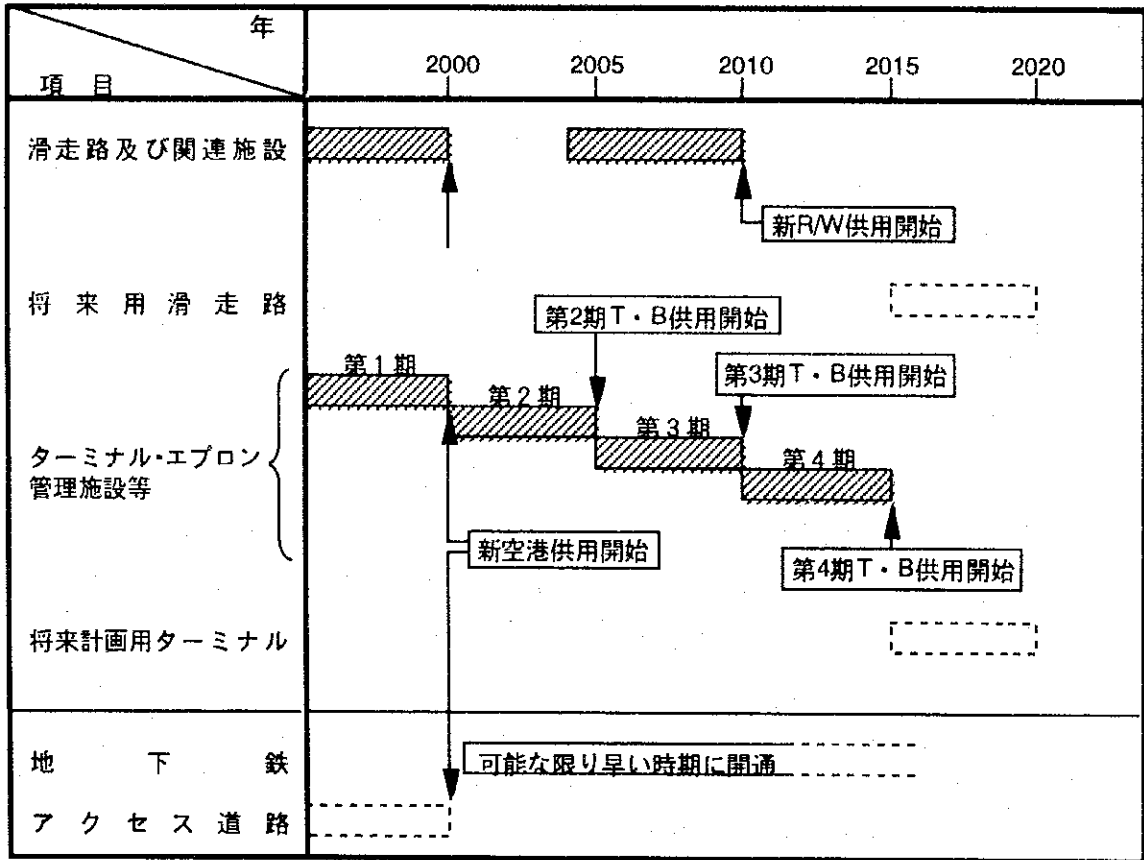 年
項目
2000 2005 2010 2015 2020
滑走路及び関連施設
新R/W供用開始
将来用滑走路
第2期T・B供用開始
第1期
第3期T・B供用開始
第2期
第3期
ターミナル・エプロン
管理施設等
第4期
新空港供用開始
第4期T・B供用開始
将来計画用ターミナル
地下鉄
可能な限り早い時期に開通
アクセス道路